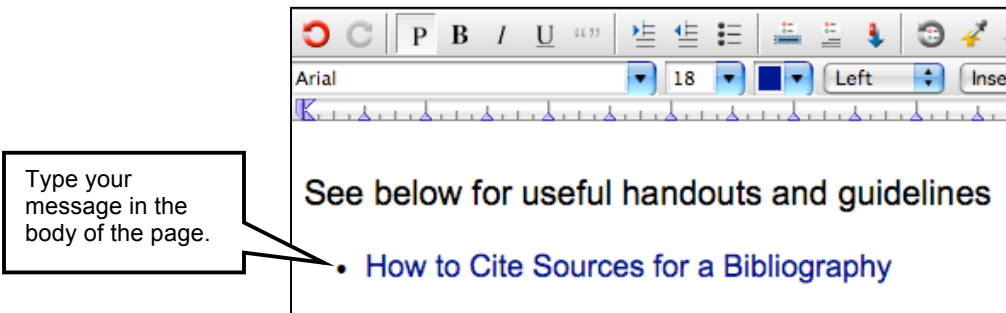 P B I U “ ”
Arial 18 Left Inse
See below for useful handouts and guidelines
Type your
message in the
body of the page.
• How to Cite Sources for a Bibliography